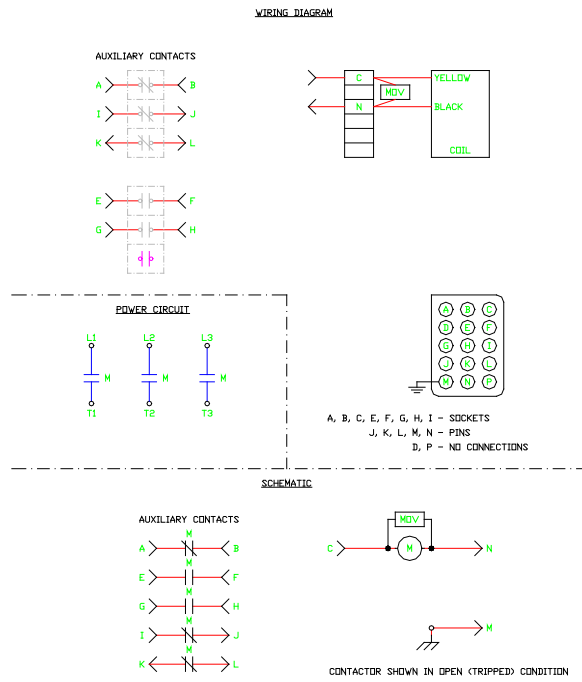 WIRING DIAGRAM
AUXILIARY CONTACTS
A B
I J
K L
E F
G H
C YELLOW
MOV
N BLACK
COIL
POWER CIRCUIT
L1 L2 L3
M M M
T1 T2 T3
A B C
D E F
G H I
J K L
M N P
A, B, C, E, F, G, H, I - SOCKETS
J, K, L, M, N - PINS
D, P - NO CONNECTIONS
SCHEMATIC
AUXILIARY CONTACTS
M
A B
M
E F
M
G H
M
I J
M
K L
MOV
C M N
M
CONTACTOR SHOWN IN OPEN (TRIPPED) CONDITION